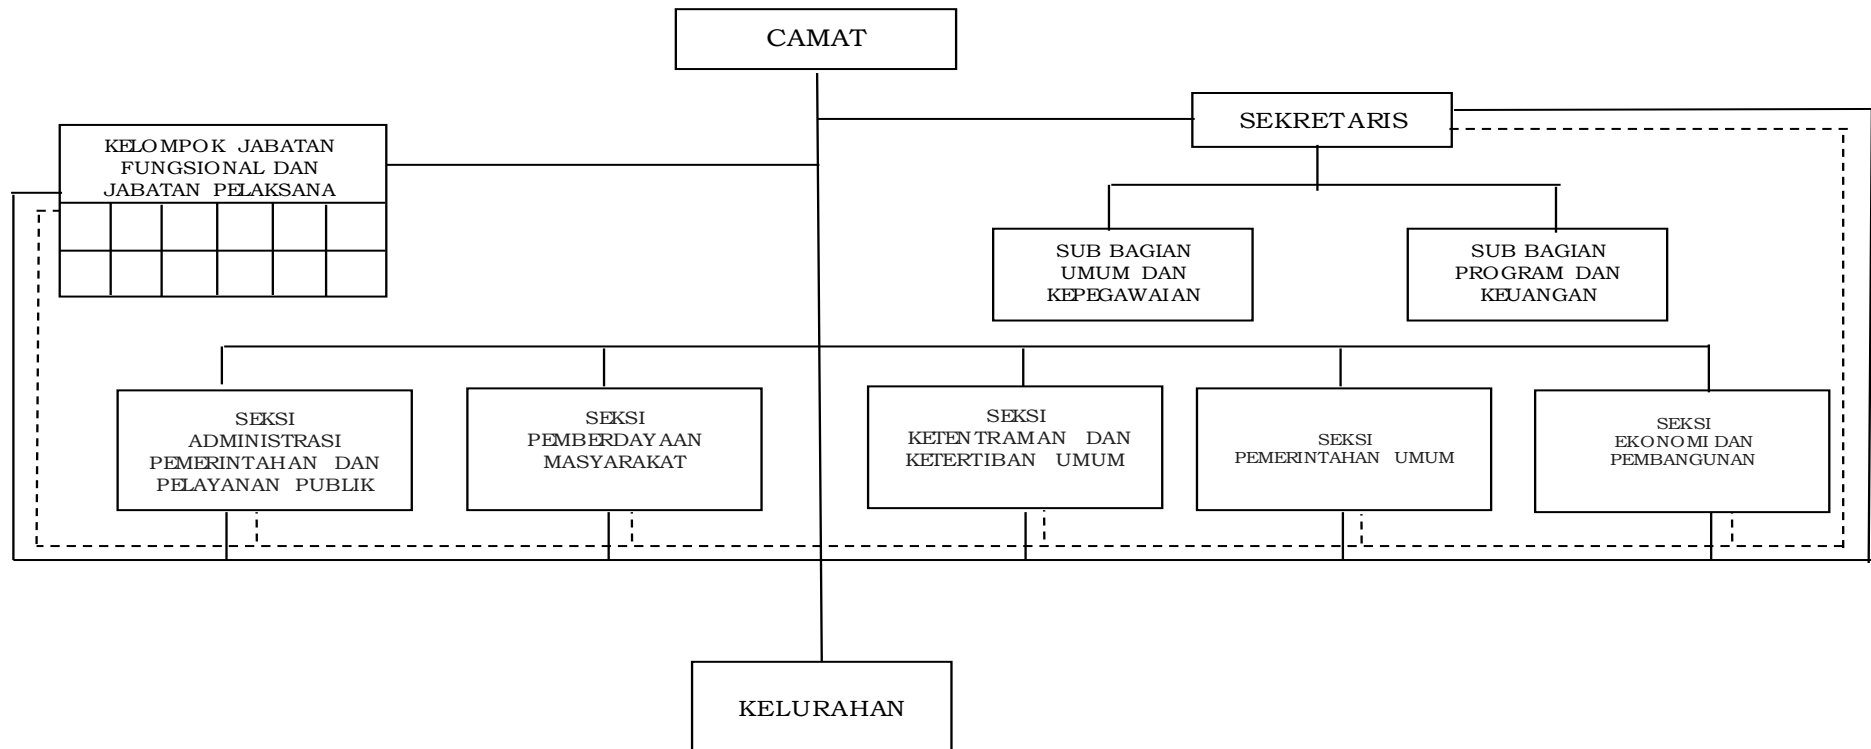 CAMAT
SEKRETARIS
KELOMPOK JABATAN
FUNGSIONAL DAN
JABATAN PELAKSANA
SUB BAGIAN
UMUM DAN
KEPEGAWAIAN
SUB BAGIAN
PROGRAM DAN
KEUANGAN
SEKSI
ADMINISTRASI
PEMERINTAHAN DAN
PELAYANAN PUBLIK
SEKSI
PEMBERDAYAAN
MASYARAKAT
SEKSI
KETENTRAMAN DAN
KETERTIBAN UMUM
SEKSI
PEMERINTAHAN UMUM
SEKSI
EKONOMI DAN
PEMBANGUNAN
KELURAHAN